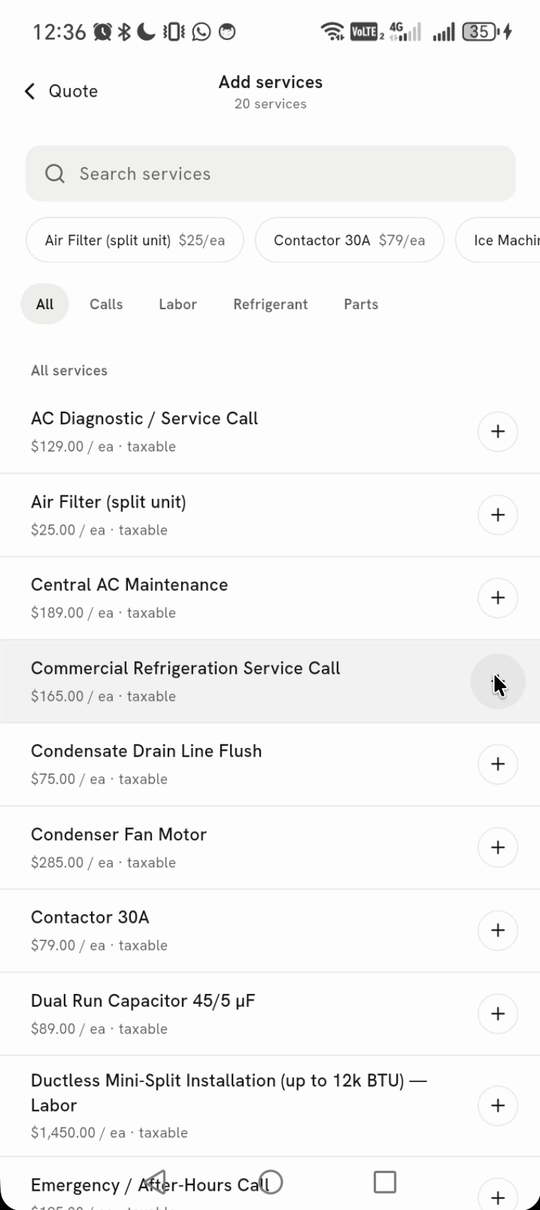 12:36
VoLTE 2 4G 35
Quote
Add services
20 services
Search services
Air Filter (split unit) $25/ea
Contactor 30A $79/ea
Ice Machin
All
Calls
Labor
Refrigerant
Parts
All services
AC Diagnostic / Service Call
$129.00 / ea · taxable
Air Filter (split unit)
$25.00 / ea · taxable
Central AC Maintenance
$189.00 / ea · taxable
Commercial Refrigeration Service Call
$165.00 / ea · taxable
Condensate Drain Line Flush
$75.00 / ea · taxable
Condenser Fan Motor
$285.00 / ea · taxable
Contactor 30A
$79.00 / ea · taxable
Dual Run Capacitor 45/5 µF
$89.00 / ea · taxable
Ductless Mini-Split Installation (up to 12k BTU) —
Labor
$1,450.00 / ea · taxable
Emergency / After-Hours Call